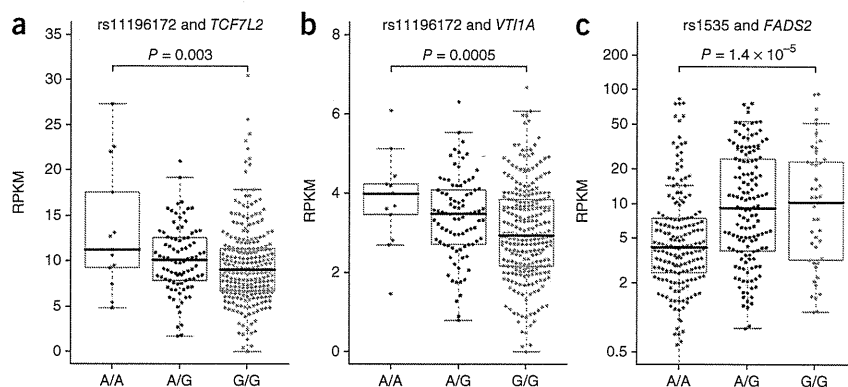 a
rs11196172 and TCF7L2
P = 0.003
35
30
25
20
15
10
5
0
RPKM
A/A A/G G/G
b
rs11196172 and VTI1A
P = 0.0005
8
6
4
2
0
RPKM
A/A A/G G/G
c
rs1535 and FADS2
P = 1.4 × 10⁻⁵
200
100
50
20
10
5
2
0.5
RPKM
A/A A/G G/G